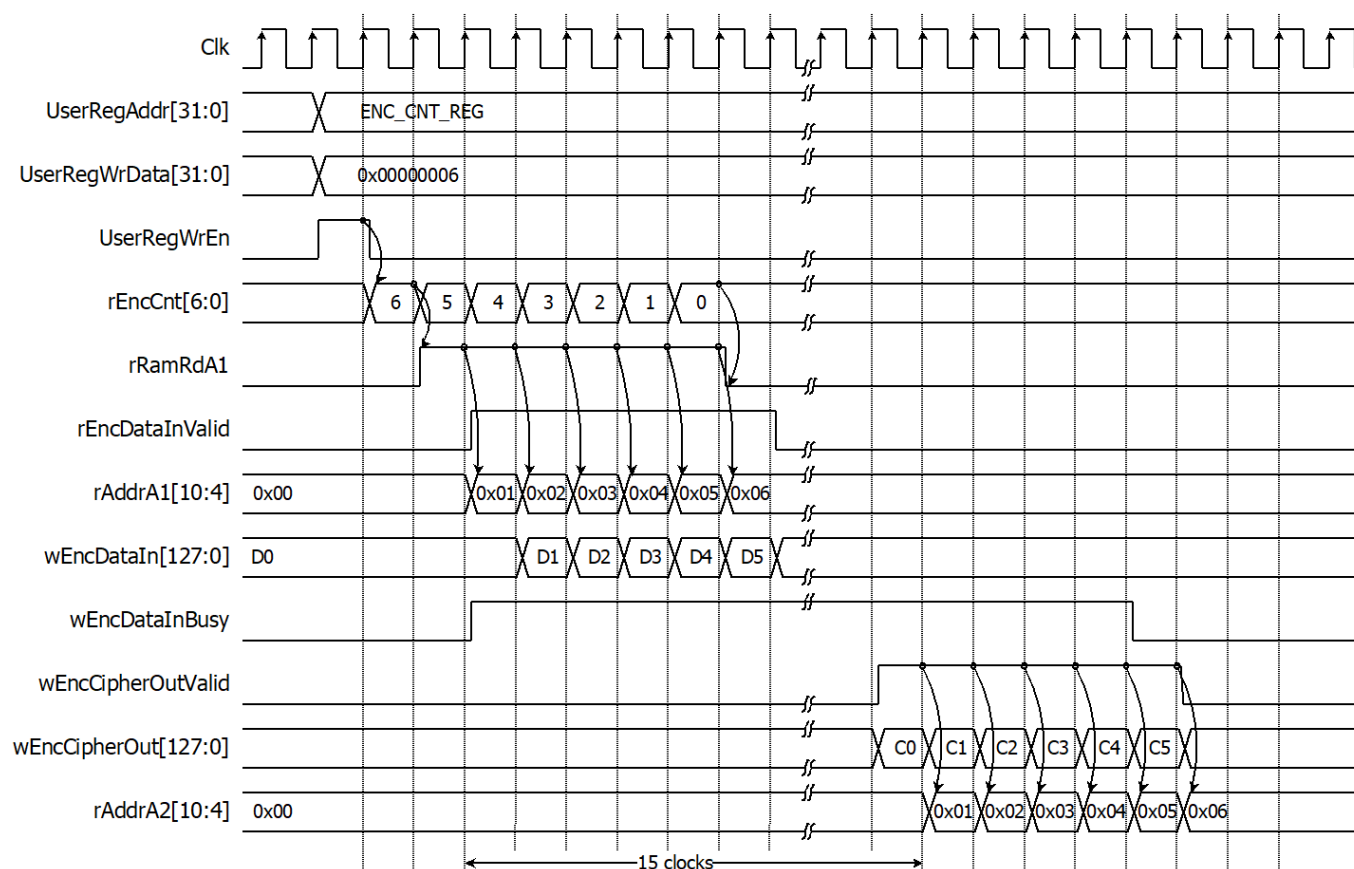 Clk
UserRegAddr[31:0] ENC_CNT_REG
UserRegWrData[31:0] 0x00000006
UserRegWrEn
rEncCnt[6:0] 6 5 4 3 2 1 0
rRamRdA1
rEncDataInValid
rAddrA1[10:4] 0x00 0x01 0x02 0x03 0x04 0x05 0x06
wEncDataIn[127:0] D0 D1 D2 D3 D4 D5
wEncDataInBusy
wEncCipherOutValid
wEncCipherOut[127:0] C0 C1 C2 C3 C4 C5
rAddrA2[10:4] 0x00 0x01 0x02 0x03 0x04 0x05 0x06
15 clocks